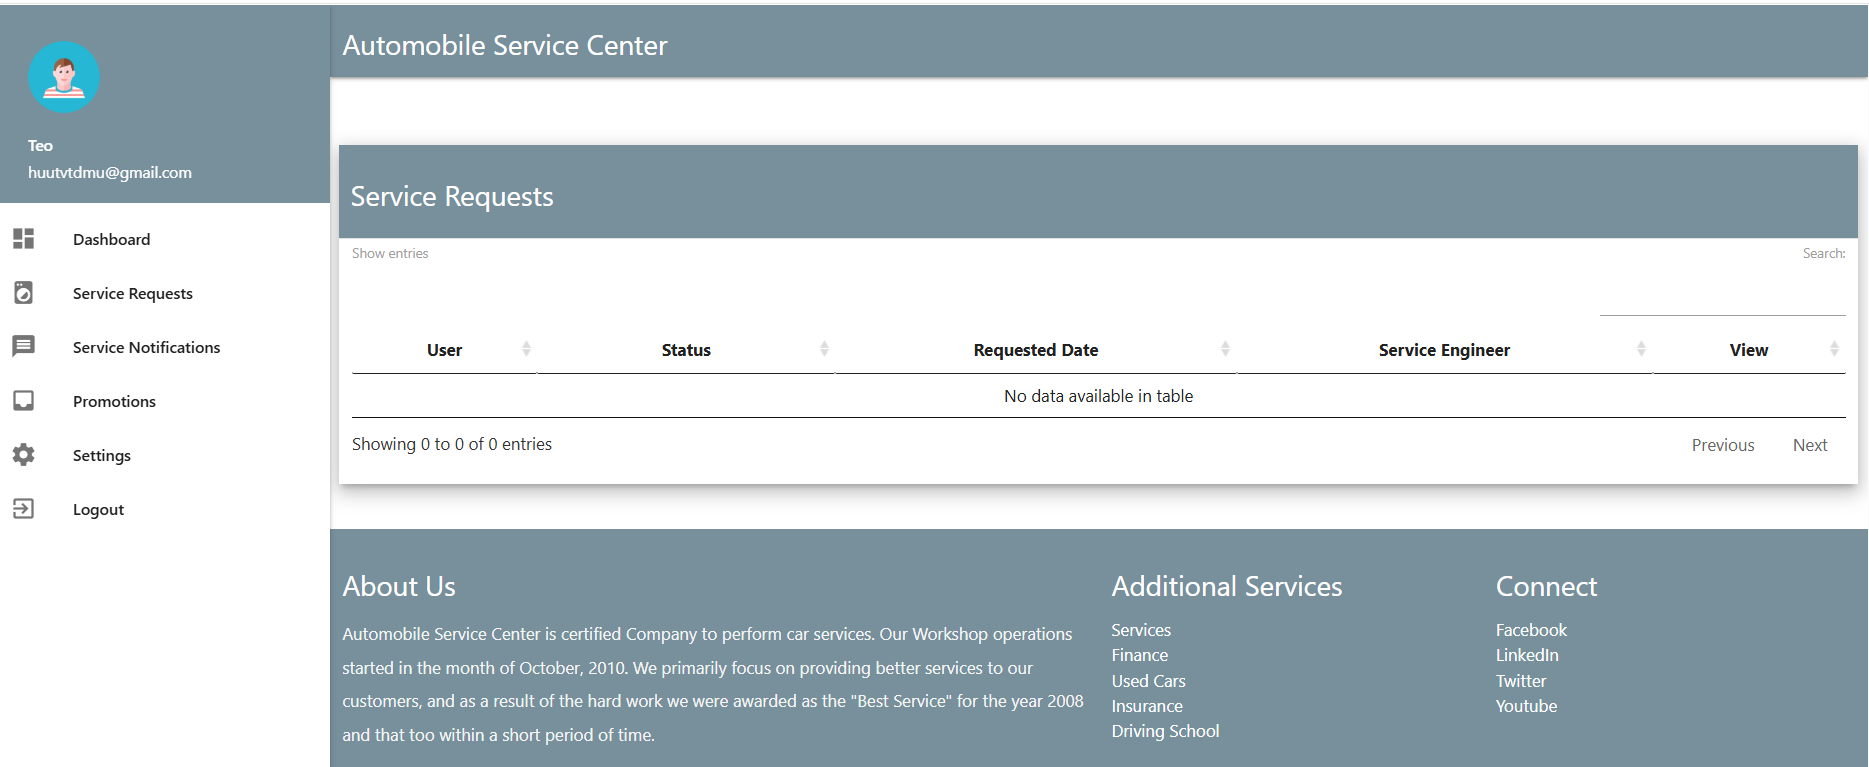 Automobile Service Center
Teo
huutvtdmu@gmail.com
Dashboard
Service Requests
Service Notifications
Promotions
Settings
Logout
Service Requests
Show entries
Search:
User Status Requested Date Service Engineer View
No data available in table
Showing 0 to 0 of 0 entries
Previous Next
About Us
Automobile Service Center is certified Company to perform car services. Our Workshop operations
started in the month of October, 2010. We primarily focus on providing better services to our
customers, and as a result of the hard work we were awarded as the "Best Service" for the year 2008
and that too within a short period of time.
Additional Services
Services
Finance
Used Cars
Insurance
Driving School
Connect
Facebook
LinkedIn
Twitter
Youtube